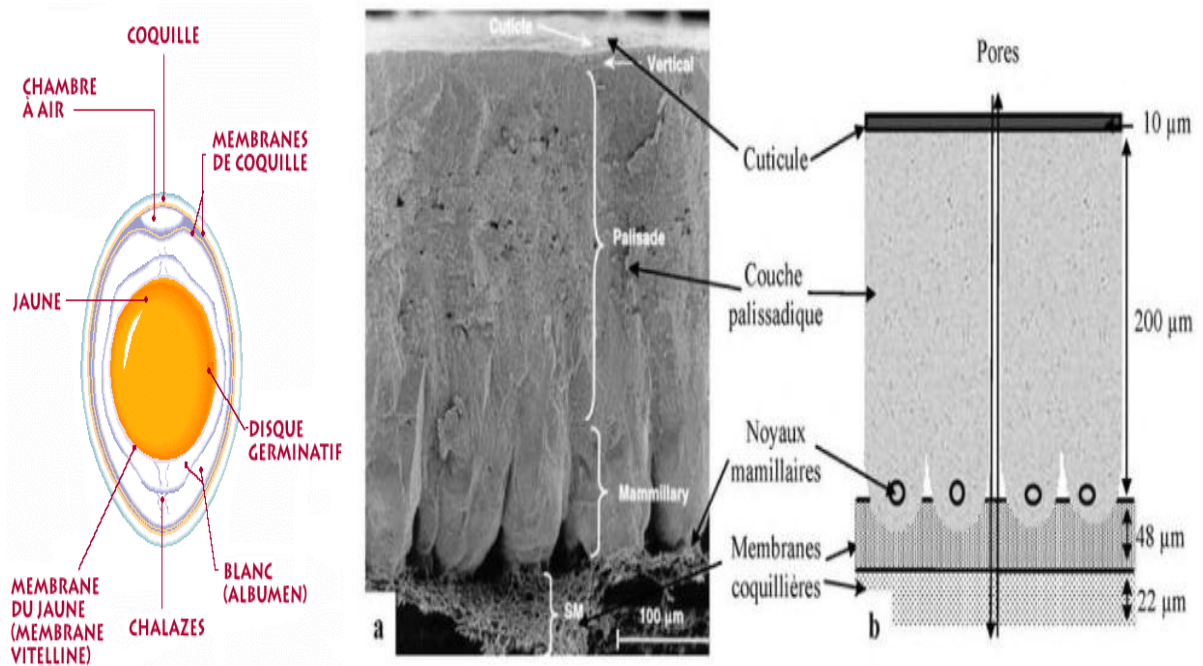 COQUILLE
CHAMBRE
À AIR
MEMBRANES
DE COQUILLE
JAUNE
DISQUE
GERMINATIF
BLANC
(ALBUMEN)
MEMBRANE
DU JAUNE
(MEMBRANE
VITELLINE)
CHALAZES
Cuticle
Vertical
Palisade
Mammillary
SM
100 µm
a
Pores
10 µm
Cuticule
Couche
palissadique
200 µm
Noyaux
mamillaires
48 µm
Membranes
coquillières
22 µm
b